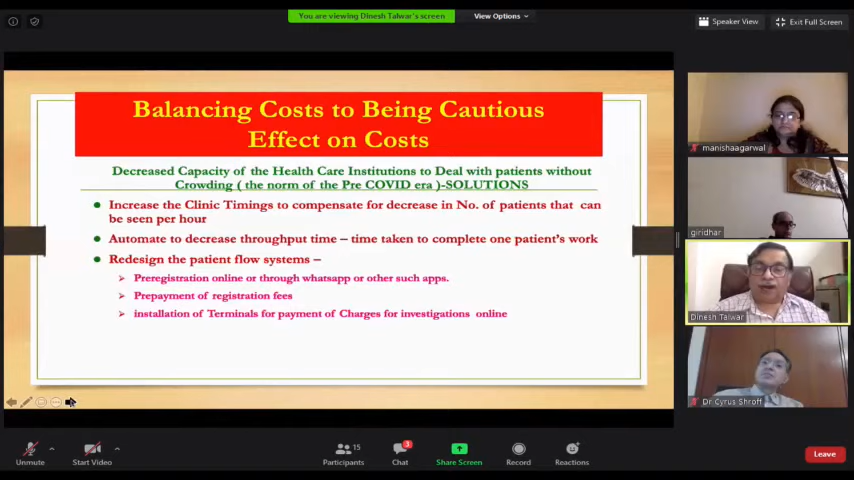 You are viewing Dinesh Talwar's screen
View Options
Speaker View
Exit Full Screen
Balancing Costs to Being Cautious
Effect on Costs
Decreased Capacity of the Health Care Institutions to Deal with patients without
Crowding ( the norm of the Pre COVID era )-SOLUTIONS
Increase the Clinic Timings to compensate for decrease in No. of patients that can
be seen per hour
Automate to decrease throughput time – time taken to complete one patient's work
Redesign the patient flow systems –
Preregistration online or through whatsapp or other such apps.
Prepayment of registration fees
installation of Terminals for payment of Charges for investigations online
manishaagarwal
giridhar
Dinesh Talwar
Dr Cyrus Shroff
Unmute
Start Video
15
Participants
3
Chat
Share Screen
Record
Reactions
Leave